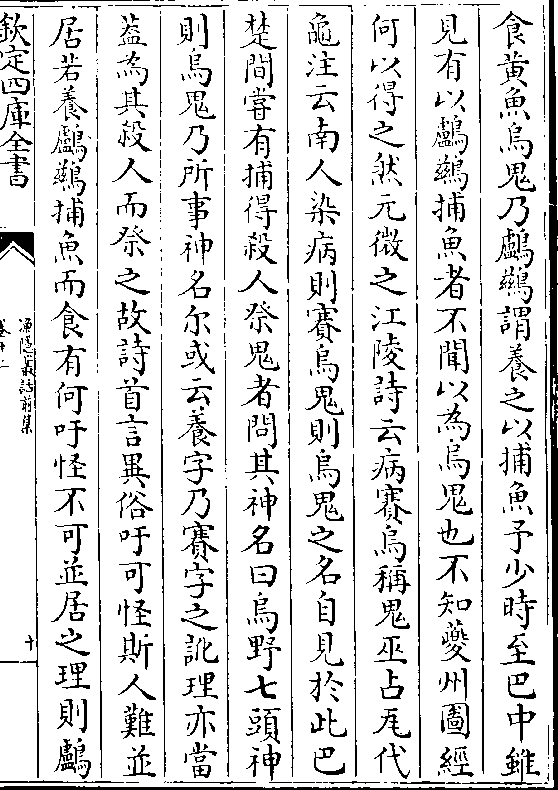 食黄魚烏鬼乃鸕鷀謂養之以捕魚予少時至巴中雖
見有以鸕鷀捕魚者不聞以為烏鬼也不知夔州圖經
何以得之然元微之江陵詩云病賽烏稱鬼巫占瓦代
龜注云南人染病則賽烏鬼則烏鬼之名自見於此巴
楚間嘗有捕得殺人祭鬼者問其神名曰烏野七頭神
則烏鬼乃所事神名尔或云養字乃賽字之訛理亦當
葢為其殺人而祭之故詩首言異俗吁可怪斯人難並
居若養鸕鷀捕魚而食有何吁怪不可並居之理則鸕
欽定四庫全書
漁隱叢話前集
卷十二
十